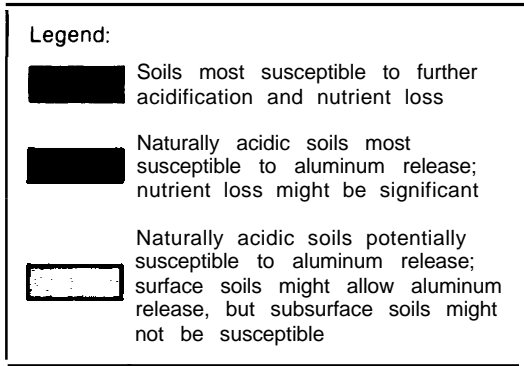 Legend:
Soils most susceptible to further
acidification and nutrient loss
Naturally acidic soils most
susceptible to aluminum release;
nutrient loss might be significant
Naturally acidic soils potentially
susceptible to aluminum release;
surface soils might allow aluminum
release, but subsurface soils might
not be susceptible